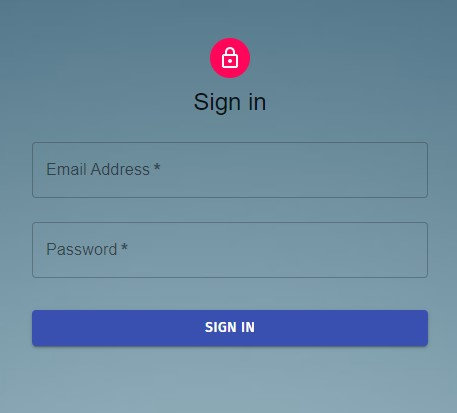 Sign in
Email Address *
Password *
SIGN IN